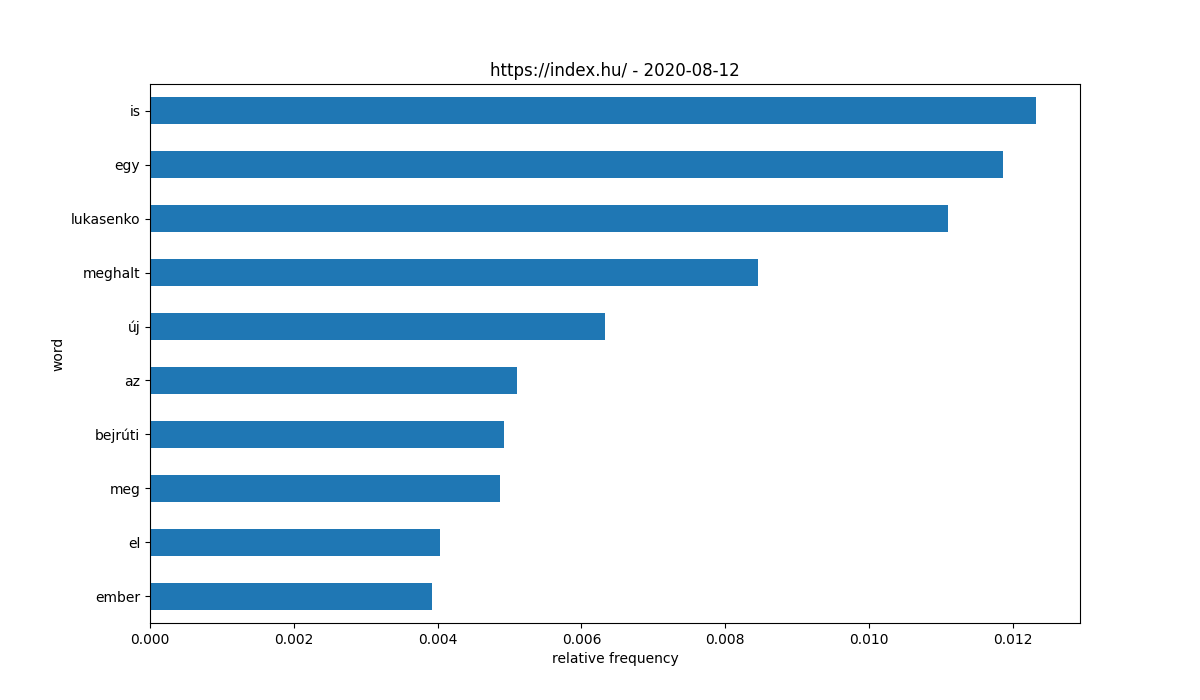 https://index.hu/ - 2020-08-12
is
egy
lukasenko
meghalt
új
az
bejrúti
meg
el
ember
word
0.000 0.002 0.004 0.006 0.008 0.010 0.012
relative frequency